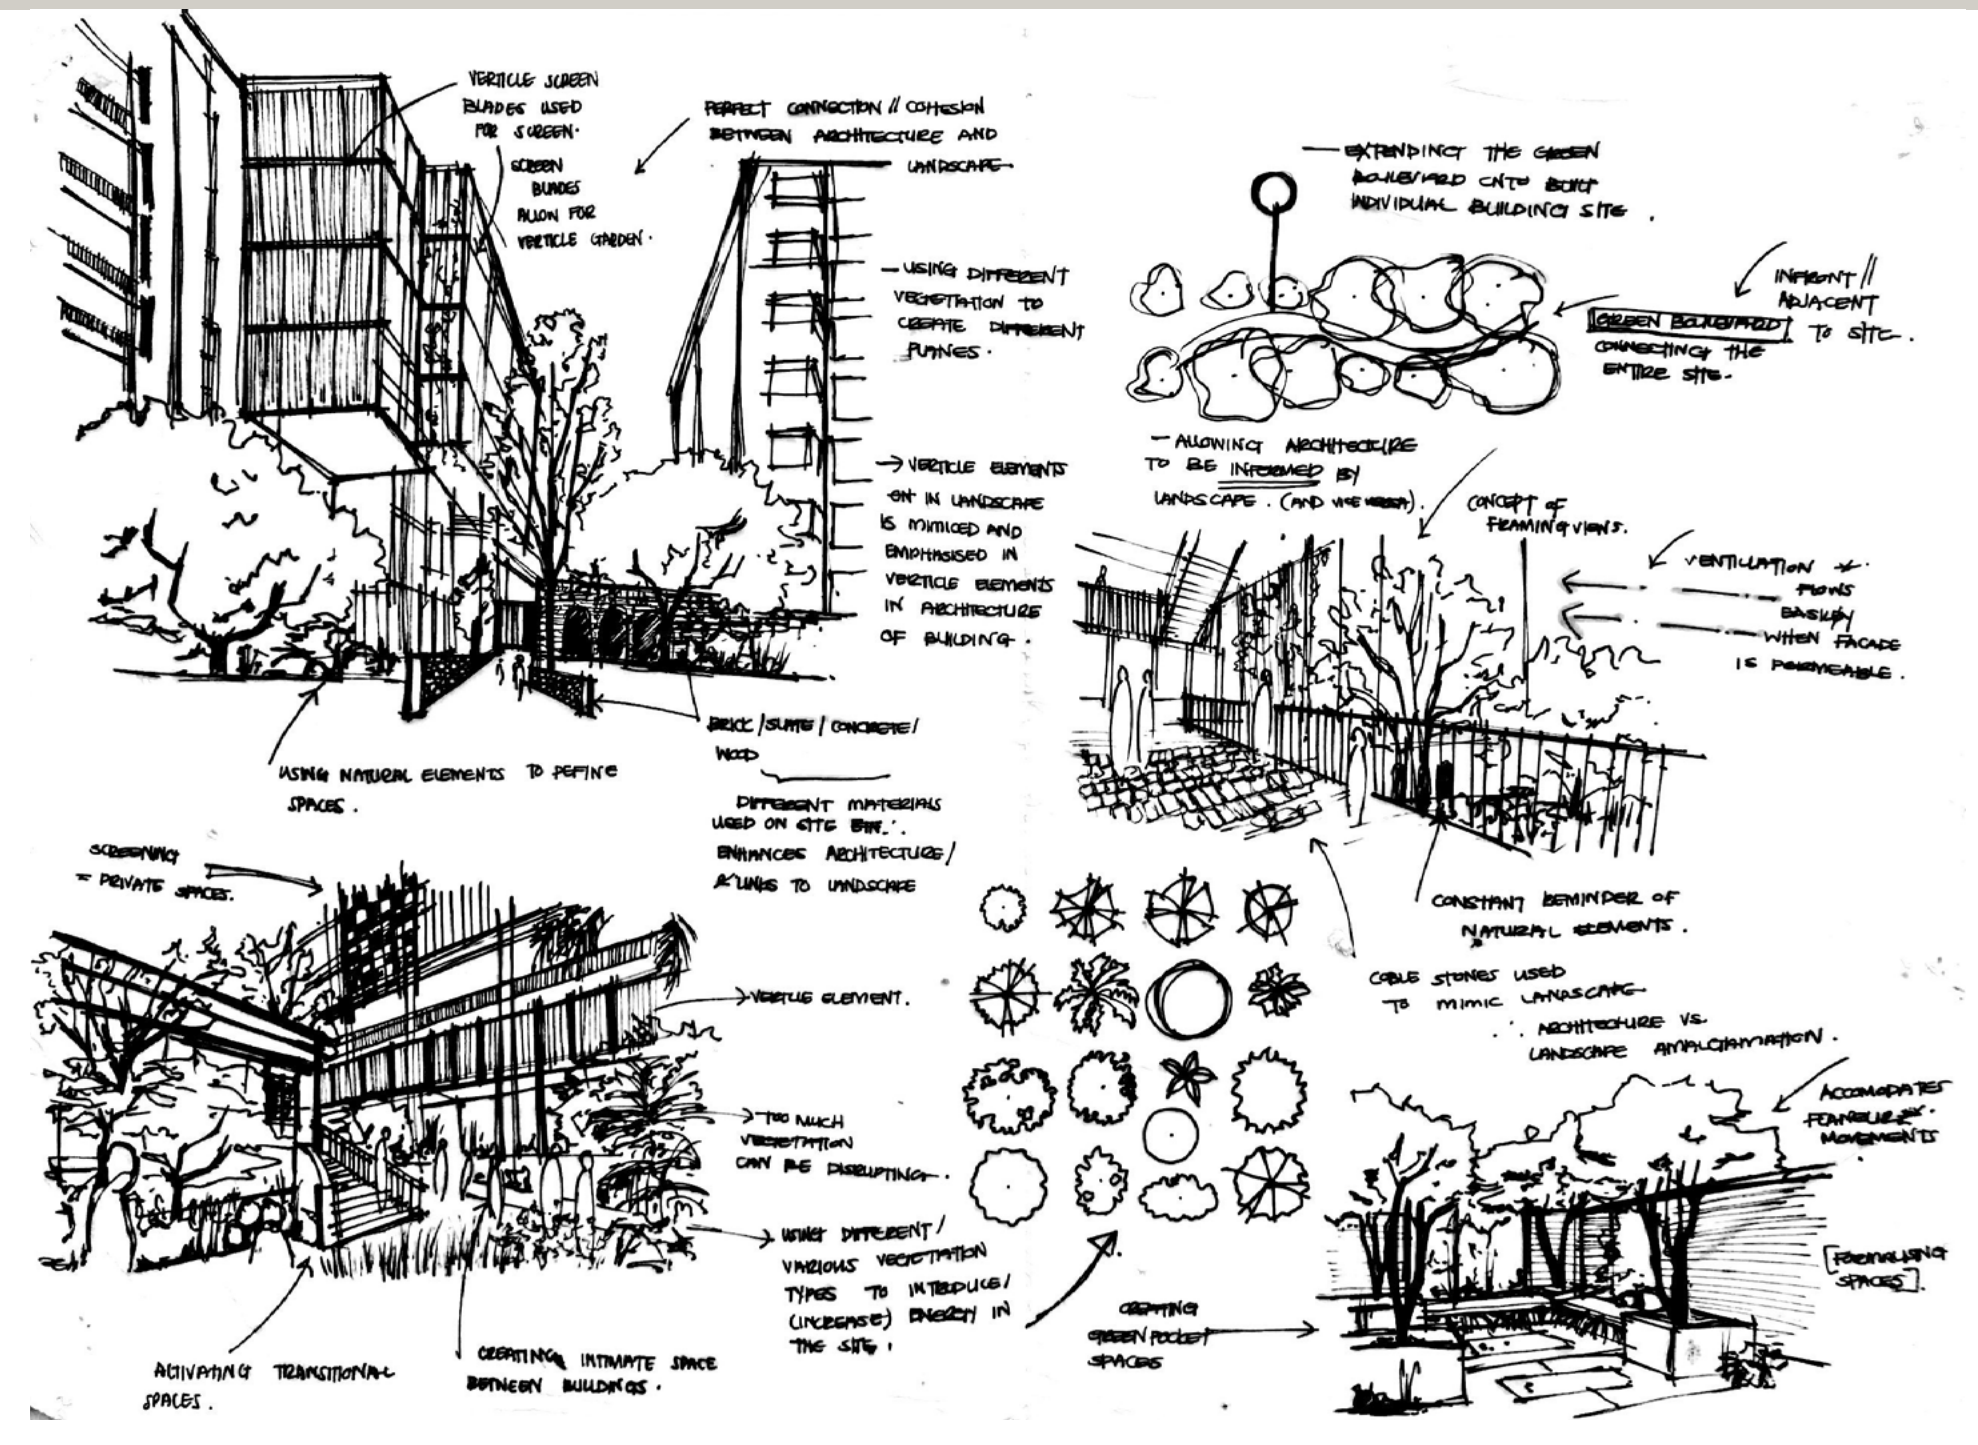 VERTICLE SCREEN
BLADES USED
FOR SCREEN.
SCREEN
BLADES
ALLOW FOR
VERTICLE GARDEN.
PERFECT CONNECTION // COHESION
BETWEEN ARCHITECTURE AND
LANDSCAPE
- USING DIFFERENT
VEGETATION TO
CREATE DIFFERENT
PLANES.
→ VERTICLE ELEMENTS
IN LANDSCAPE
IS MIMICED AND
EMPHASISED IN
VERTICLE ELEMENTS
IN ARCHITECTURE
OF BUILDING.
USING NATURAL ELEMENTS TO DEFINE
SPACES.
BRICK / SLATE / CONCRETE /
WOOD
DIFFERENT MATERIALS
USED ON SITE ∴
ENHANCES ARCHITECTURE /
& LINKS TO LANDSCAPE
SCREENING
= PRIVATE SPACES.
VERTICLE ELEMENT.
TOO MUCH
VEGETATION
CAN BE DISRUPTING.
USING DIFFERENT /
VARIOUS VEGETATION
TYPES TO INTRODUCE /
(INCREASE) ENERGY IN
THE SITE.
ACTIVATING TRANSITIONAL
SPACES.
CREATING INTIMATE SPACE
BETWEEN BUILDINGS.
- EXTENDING THE GREEN
BOULEVARD ONTO BUILT
INDIVIDUAL BUILDING SITE.
INFRONT //
ADJACENT
TO SITE.
GREEN BOULEVARD
CONNECTING THE
ENTIRE SITE.
- ALLOWING ARCHITECTURE
TO BE INFORMED BY
LANDSCAPE. (AND VICE VERSA).
CONCEPT OF
FRAMING VIEWS.
VENTILLATION
FLOWS
EASILY
WHEN FACADE
IS PERMEABLE.
CONSTANT REMINDER OF
NATURAL ELEMENTS.
COBLE STONES USED
TO MIMIC LANDSCAPE
∴ ARCHITECTURE VS.
LANDSCAPE AMALGAMATION.
ACCOMODATES
FLANEUR
MOVEMENTS
[FORMALISING
SPACES].
CREATING
GREEN POCKET
SPACES